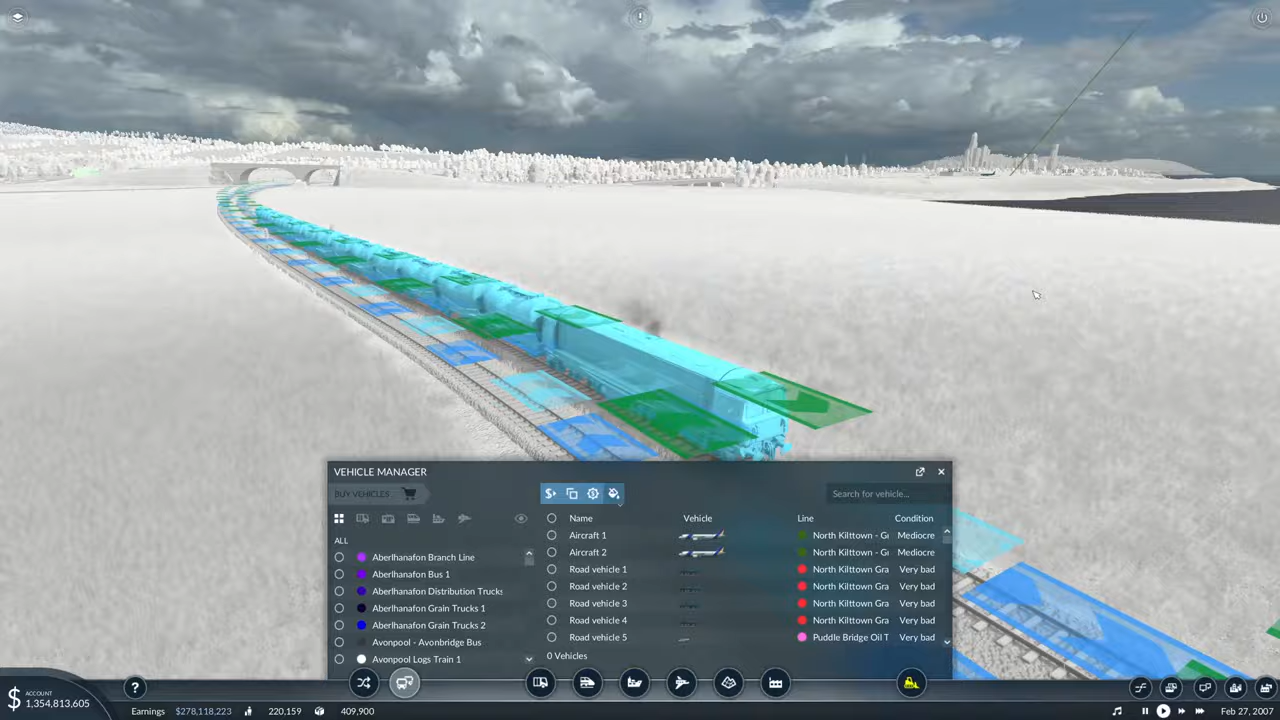 VEHICLE MANAGER
BUY VEHICLES
Search for vehicle...
Name Vehicle Line Condition
ALL
Aberlhanafon Branch Line
Aberlhanafon Bus 1
Aberlhanafon Distribution Trucks
Aberlhanafon Grain Trucks 1
Aberlhanafon Grain Trucks 2
Avonpool - Avonbridge Bus
Avonpool Logs Train 1
Aircraft 1 North Kilttown - Gr Mediocre
Aircraft 2 North Kilttown - Gr Mediocre
Road vehicle 1 North Kilttown Gra Very bad
Road vehicle 2 North Kilttown Gra Very bad
Road vehicle 3 North Kilttown Gra Very bad
Road vehicle 4 North Kilttown Gra Very bad
Road vehicle 5 Puddle Bridge Oil T Very bad
0 Vehicles
$ ACCOUNT
1,354,813,605
?
Earnings $278,118,223 220,159 409,900 Feb 27, 2007